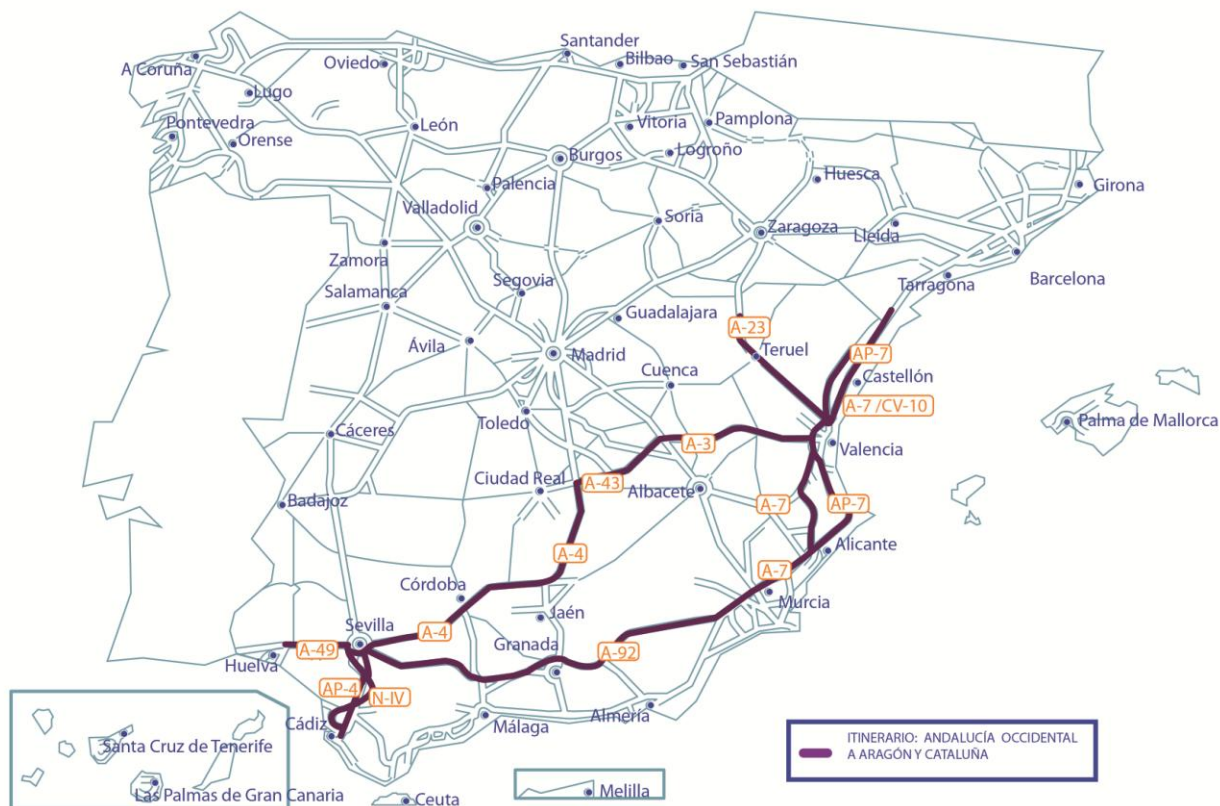 Santander
Bilbao
San Sebastián
A Coruña
Oviedo
Lugo
Pontevedra
Orense
León
Vitoria
Pamplona
Logroño
Burgos
Huesca
Girona
Palencia
Valladolid
Soria
Zaragoza
Lleida
Barcelona
Tarragona
Zamora
Segovia
Salamanca
Guadalajara
Ávila
Madrid
A-23
Teruel
AP-7
Castellón
A-7 /CV-10
Cuenca
Toledo
Palma de Mallorca
Cáceres
A-3
Valencia
Ciudad Real
A-43
Albacete
Badajoz
A-7
AP-7
A-4
Alicante
A-7
Córdoba
Murcia
Jaén
Sevilla
A-4
Granada
A-92
A-49
Huelva
AP-4
N-IV
Cádiz
Málaga
Almería
Santa Cruz de Tenerife
Las Palmas de Gran Canaria
Ceuta
Melilla
ITINERARIO: ANDALUCÍA OCCIDENTAL
A ARAGÓN Y CATALUÑA